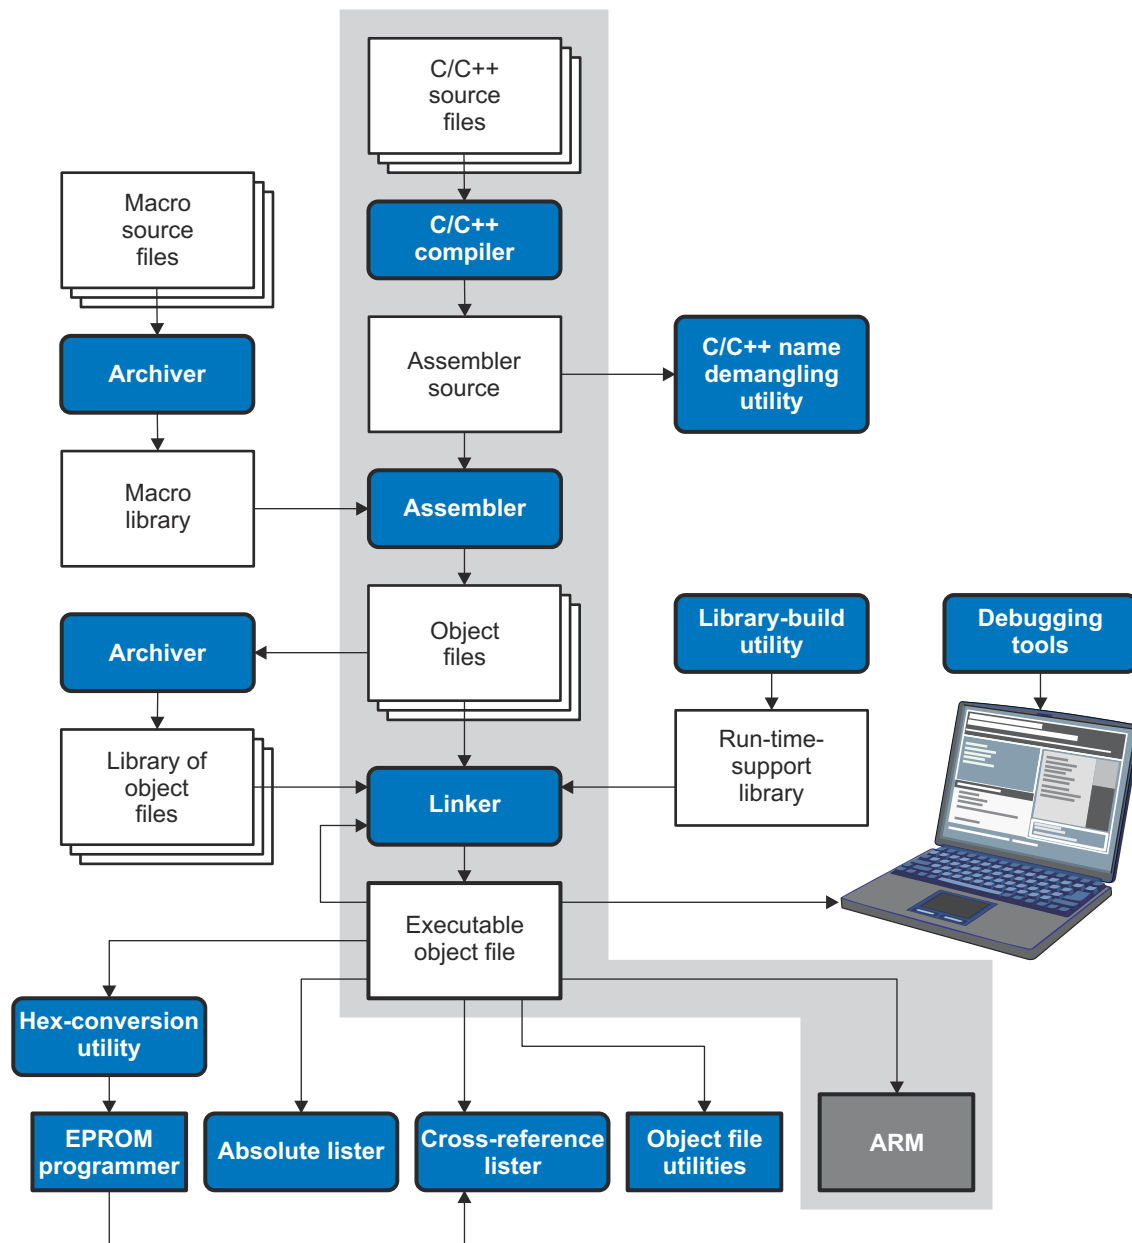 C/C++
source
files
Macro
source
files
C/C++
compiler
Archiver
Assembler
source
C/C++ name
demangling
utility
Macro
library
Assembler
Archiver
Object
files
Library-build
utility
Debugging
tools
Library of
object
files
Linker
Run-time-
support
library
Executable
object file
Hex-conversion
utility
EPROM
programmer
Absolute lister
Cross-reference
lister
Object file
utilities
ARM